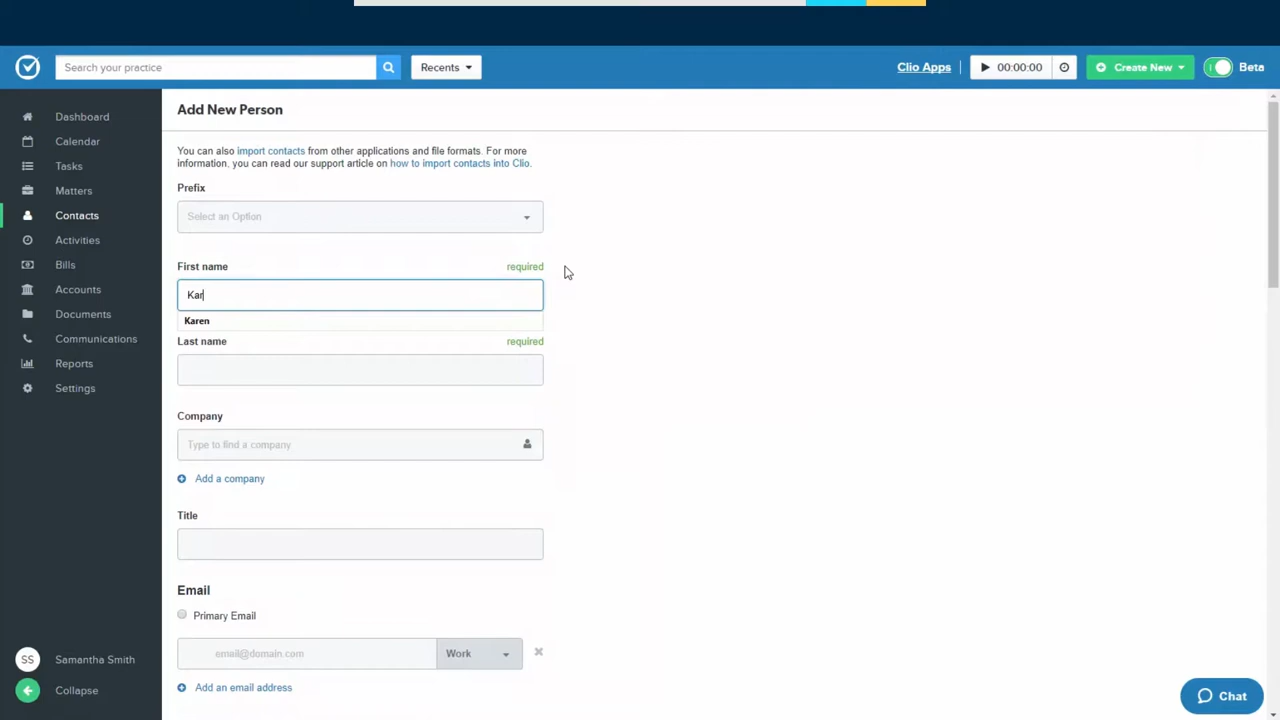 Search your practice
Recents
Clio Apps
00:00:00
Create New
Beta
Dashboard
Calendar
Tasks
Matters
Contacts
Activities
Bills
Accounts
Documents
Communications
Reports
Settings
SS
Samantha Smith
Collapse
Add New Person
You can also import contacts from other applications and file formats. For more
information, you can read our support article on how to import contacts into Clio.
Prefix
Select an Option
First name
required
Kar
Karen
Last name
required
Company
Type to find a company
Add a company
Title
Email
Primary Email
email@domain.com
Work
Add an email address
Chat